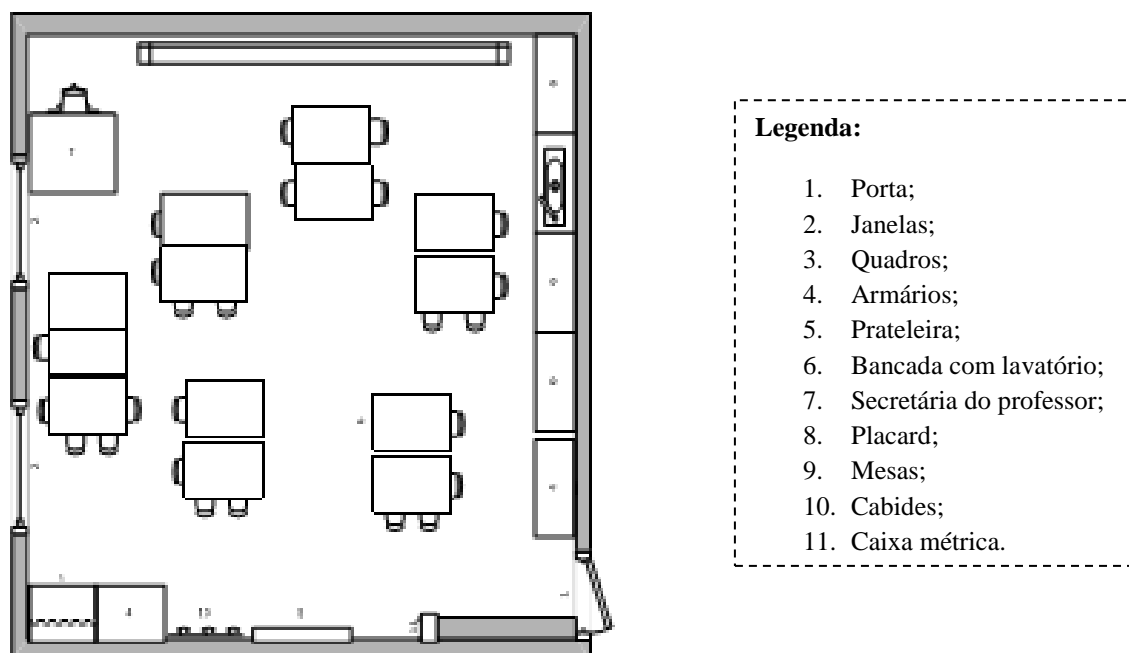 Legenda:
1. Porta;
2. Janelas;
3. Quadros;
4. Armários;
5. Prateleira;
6. Bancada com lavatório;
7. Secretária do professor;
8. Placard;
9. Mesas;
10. Cabides;
11. Caixa métrica.